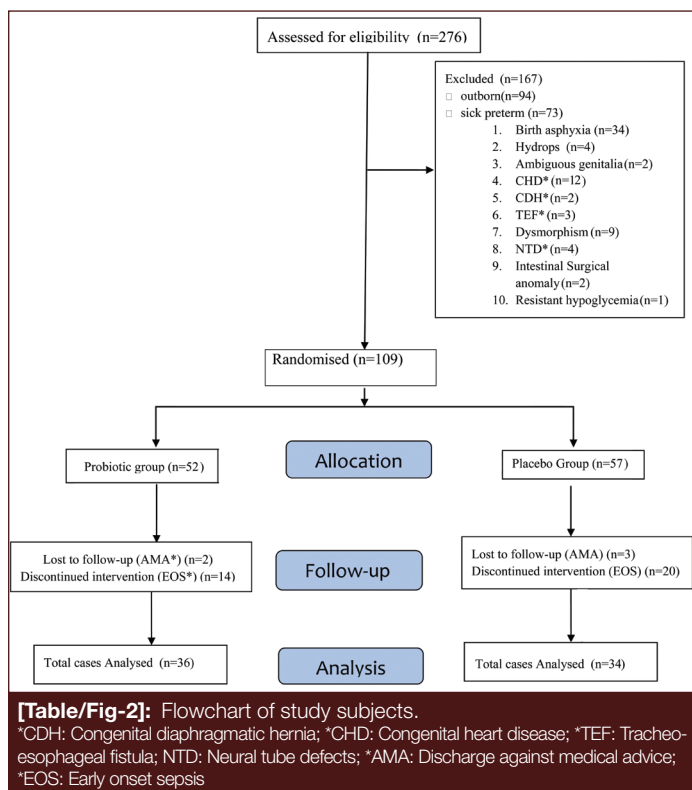 Assessed for eligibility (n=276)
Excluded (n=167)
□ outborn(n=94)
□ sick preterm (n=73)
1. Birth asphyxia (n=34)
2. Hydrops (n=4)
3. Ambiguous genitalia(n=2)
4. CHD* (n=12)
5. CDH* (n=2)
6. TEF* (n=3)
7. Dysmorphism (n=9)
8. NTD* (n=4)
9. Intestinal Surgical
anomaly (n=2)
10. Resistant hypoglycemia(n=1)
Randomised (n=109)
Probiotic group (n=52)
Allocation
Placebo Group (n=57)
Lost to follow-up (AMA*) (n=2)
Discontinued intervention (EOS*) (n=14)
Follow-up
Lost to follow-up (AMA) (n=3)
Discontinued intervention (EOS) (n=20)
Total cases Analysed (n=36)
Analysis
Total cases Analysed (n=34)
[Table/Fig-2]: Flowchart of study subjects.
*CDH: Congenital diaphragmatic hernia; *CHD: Congenital heart disease; *TEF: Tracheo-
esophageal fistula; NTD: Neural tube defects; *AMA: Discharge against medical advice;
*EOS: Early onset sepsis